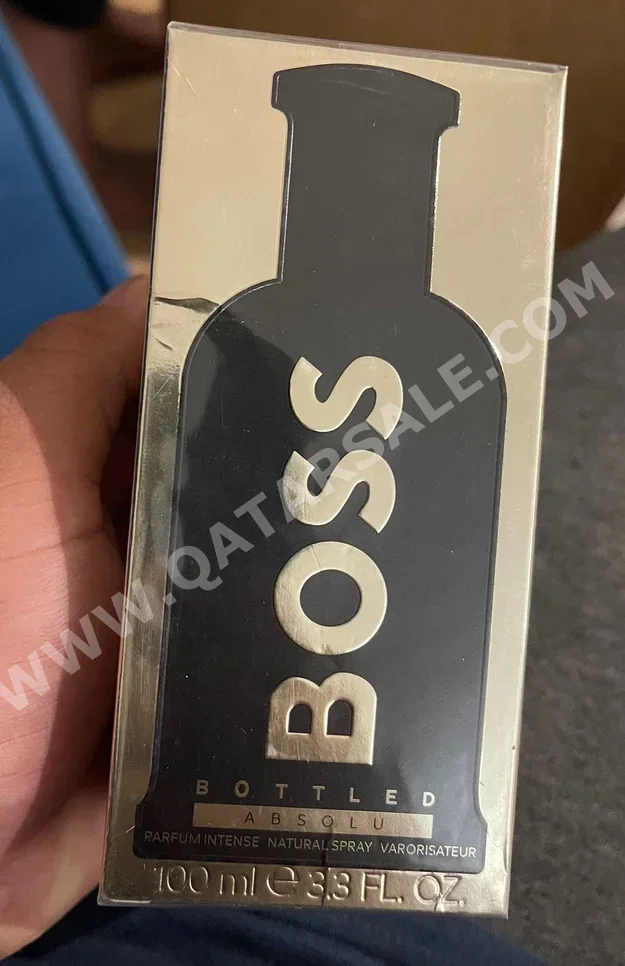 BOSS
BOTTLED
ABSOLU
PARFUM INTENSE NATURAL SPRAY VAPORISATEUR
100 ml e 3.3 FL. OZ.
WWW.QATARSALE.COM